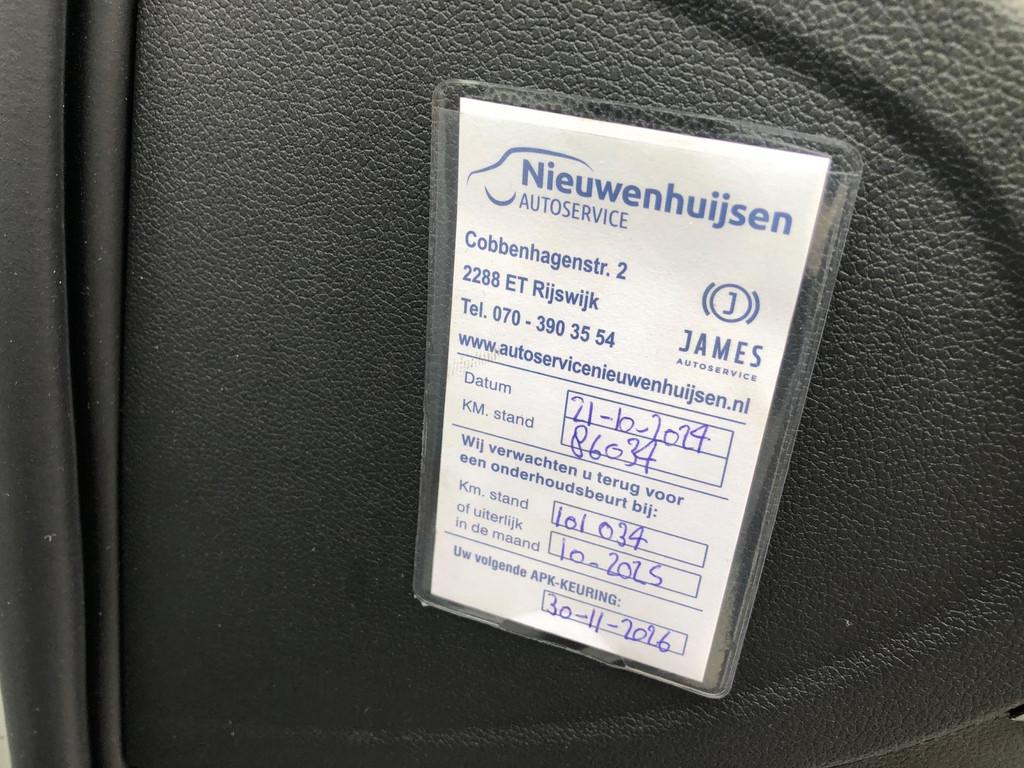 Nieuwenhuijsen
AUTOSERVICE
Cobbenhagenstr. 2
2288 ET Rijswijk
Tel. 070 - 390 35 54
J
JAMES
AUTOSERVICE
www.autoservicenieuwenhuijsen.nl
Datum 21-10-2024
KM. stand 86034
Wij verwachten u terug voor
een onderhoudsbeurt bij:
Km. stand 101 034
of uiterlijk
in de maand 10-2025
Uw volgende APK-KEURING:
30-11-2026